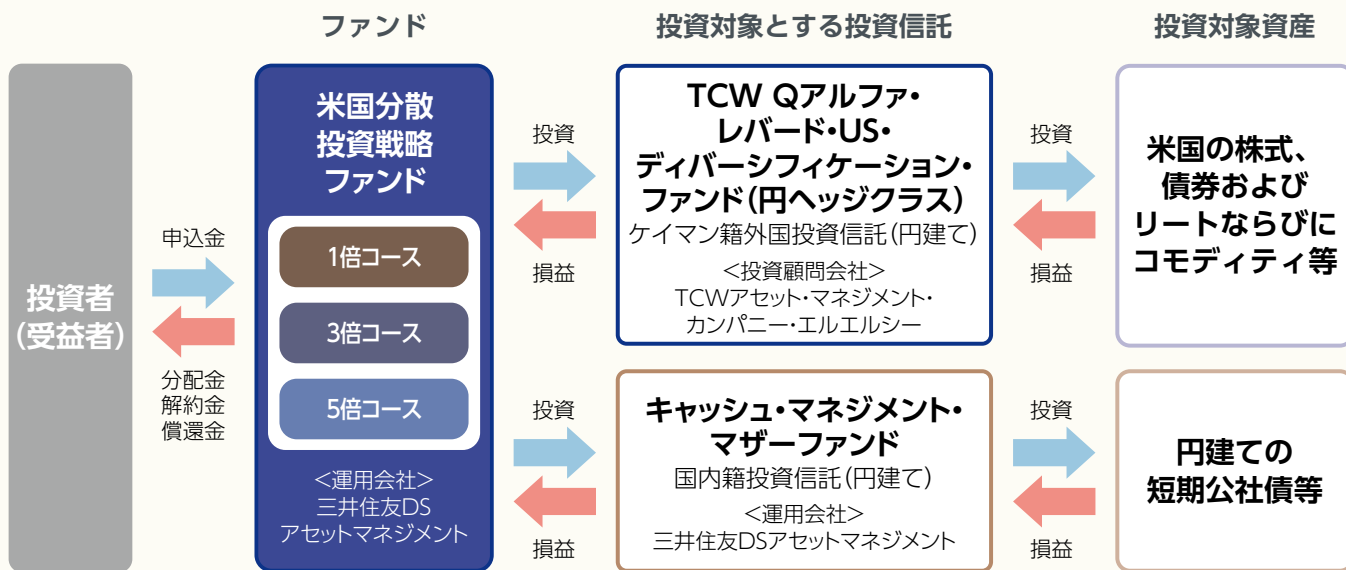 ファンド
投資対象とする投資信託
投資対象資産
投資者
(受益者)
申込金
分配金
解約金
償還金
米国分散
投資戦略
ファンド
1倍コース
3倍コース
5倍コース
<運用会社>
三井住友DS
アセットマネジメント
投資
損益
TCW Qアルファ・
レバード・US・
ディバーシフィケーション・
ファンド(円ヘッジクラス)
ケイマン籍外国投資信託(円建て)
<投資顧問会社>
TCWアセット・マネジメント・
カンパニー・エルエルシー
投資
損益
米国の株式、
債券および
リートならびに
コモディティ等
投資
損益
キャッシュ・マネジメント・
マザーファンド
国内籍投資信託(円建て)
<運用会社>
三井住友DSアセットマネジメント
投資
損益
円建ての
短期公社債等